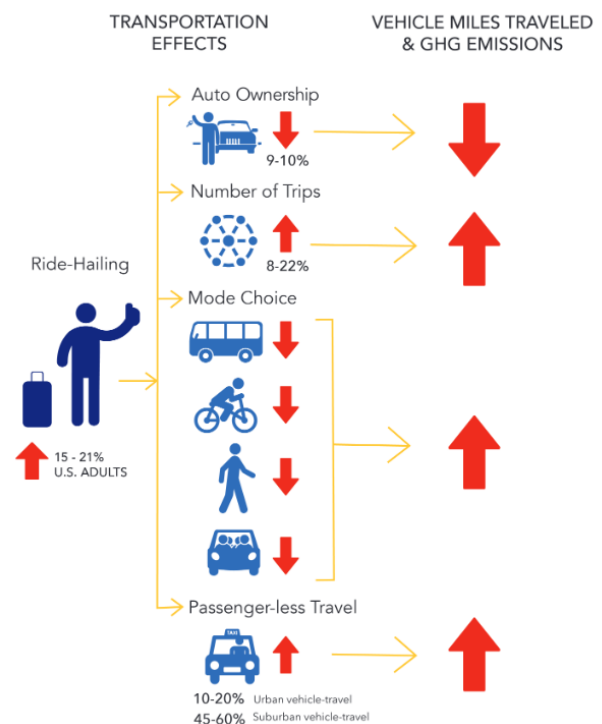 TRANSPORTATION
EFFECTS
VEHICLE MILES TRAVELED
& GHG EMISSIONS
Auto Ownership
9-10%
Number of Trips
8-22%
Ride-Hailing
15 - 21%
U.S. ADULTS
Mode Choice
Passenger-less Travel
TAXI
10-20% Urban vehicle-travel
45-60% Suburban vehicle-travel